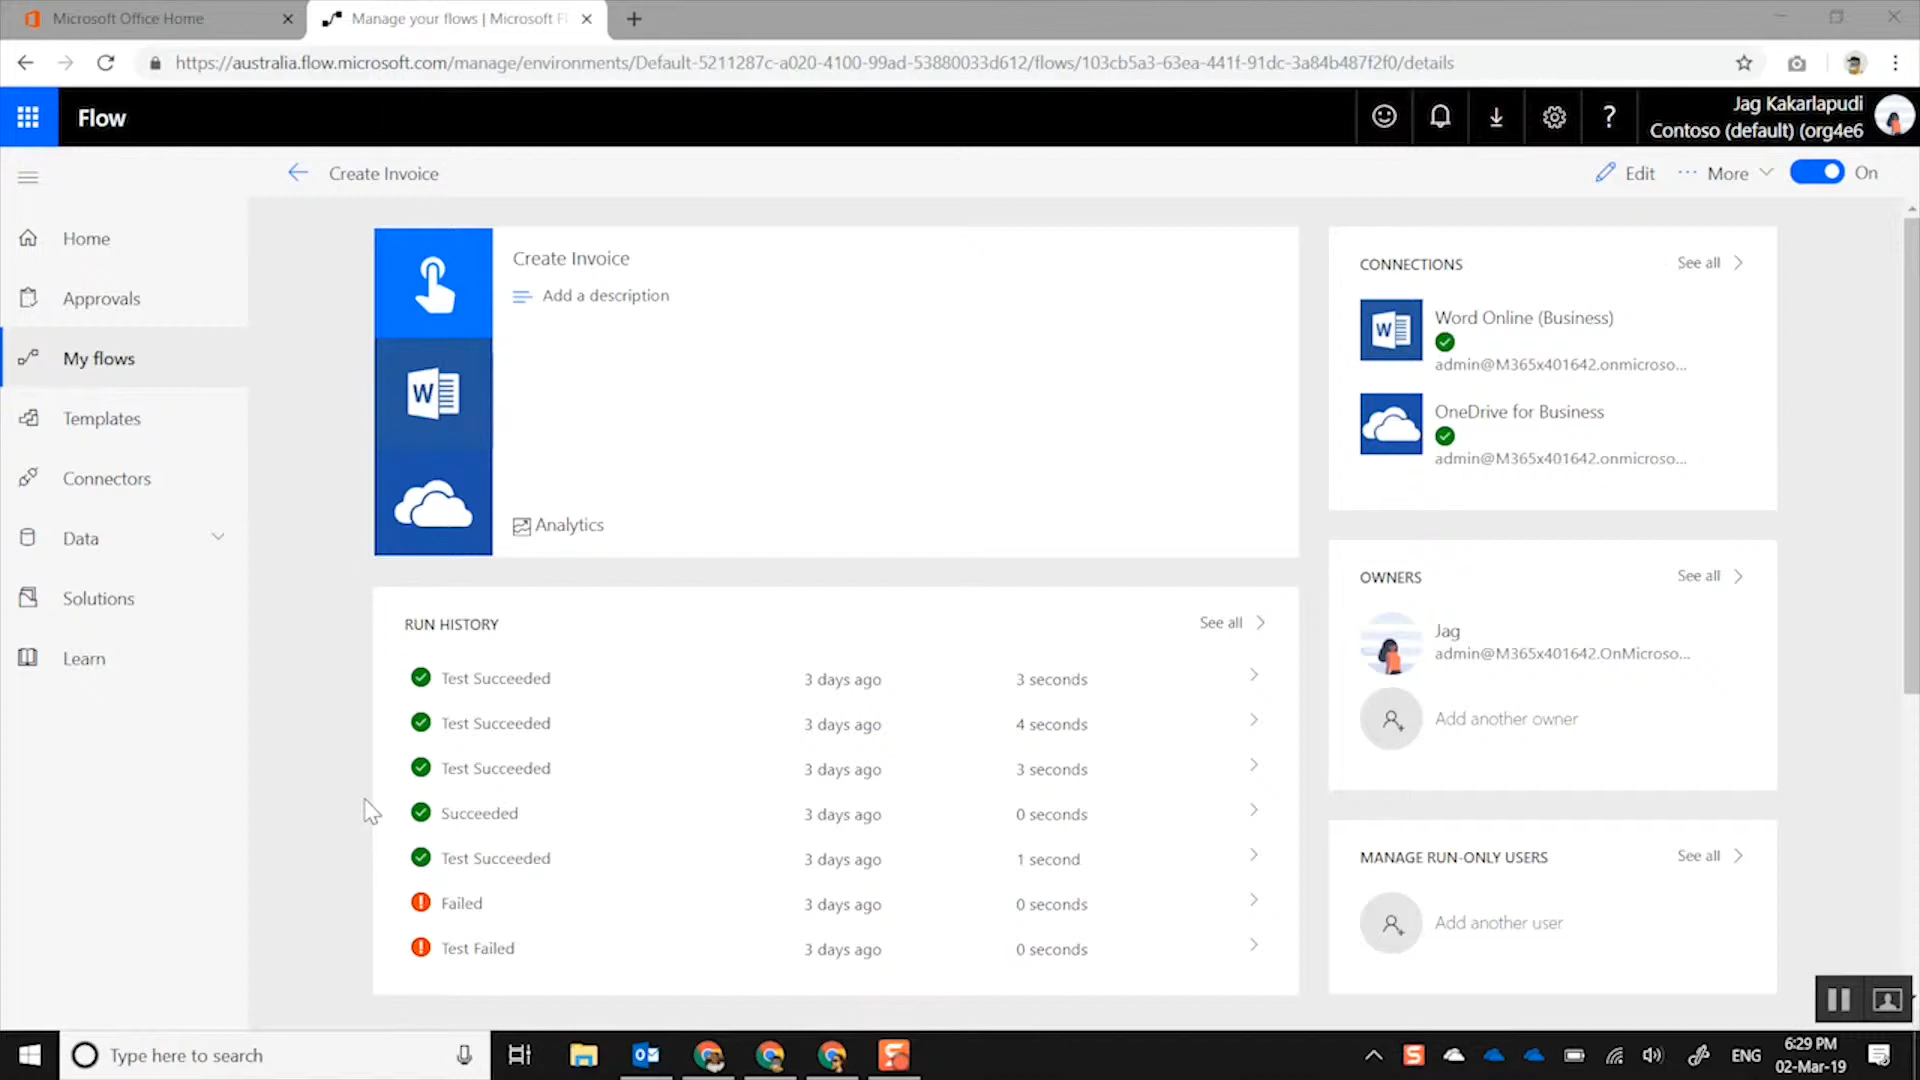 Microsoft Office Home
Manage your flows | Microsoft Fl
https://australia.flow.microsoft.com/manage/environments/Default-5211287c-a020-4100-99ad-53880033d612/flows/103cb5a3-63ea-441f-91dc-3a84b487f2f0/details
Flow
?
Jag Kakarlapudi
Contoso (default) (org4e6
Create Invoice
Edit
More
On
Home
Approvals
My flows
Templates
Connectors
Data
Solutions
Learn
Create Invoice
Add a description
Analytics
RUN HISTORY
See all
Test Succeeded 3 days ago 3 seconds
Test Succeeded 3 days ago 4 seconds
Test Succeeded 3 days ago 3 seconds
Succeeded 3 days ago 0 seconds
Test Succeeded 3 days ago 1 second
Failed 3 days ago 0 seconds
Test Failed 3 days ago 0 seconds
CONNECTIONS
See all
Word Online (Business)
admin@M365x401642.onmicroso...
OneDrive for Business
admin@M365x401642.onmicroso...
OWNERS
See all
Jag
admin@M365x401642.OnMicroso...
Add another owner
MANAGE RUN-ONLY USERS
See all
Add another user
Type here to search
ENG
6:29 PM
02-Mar-19